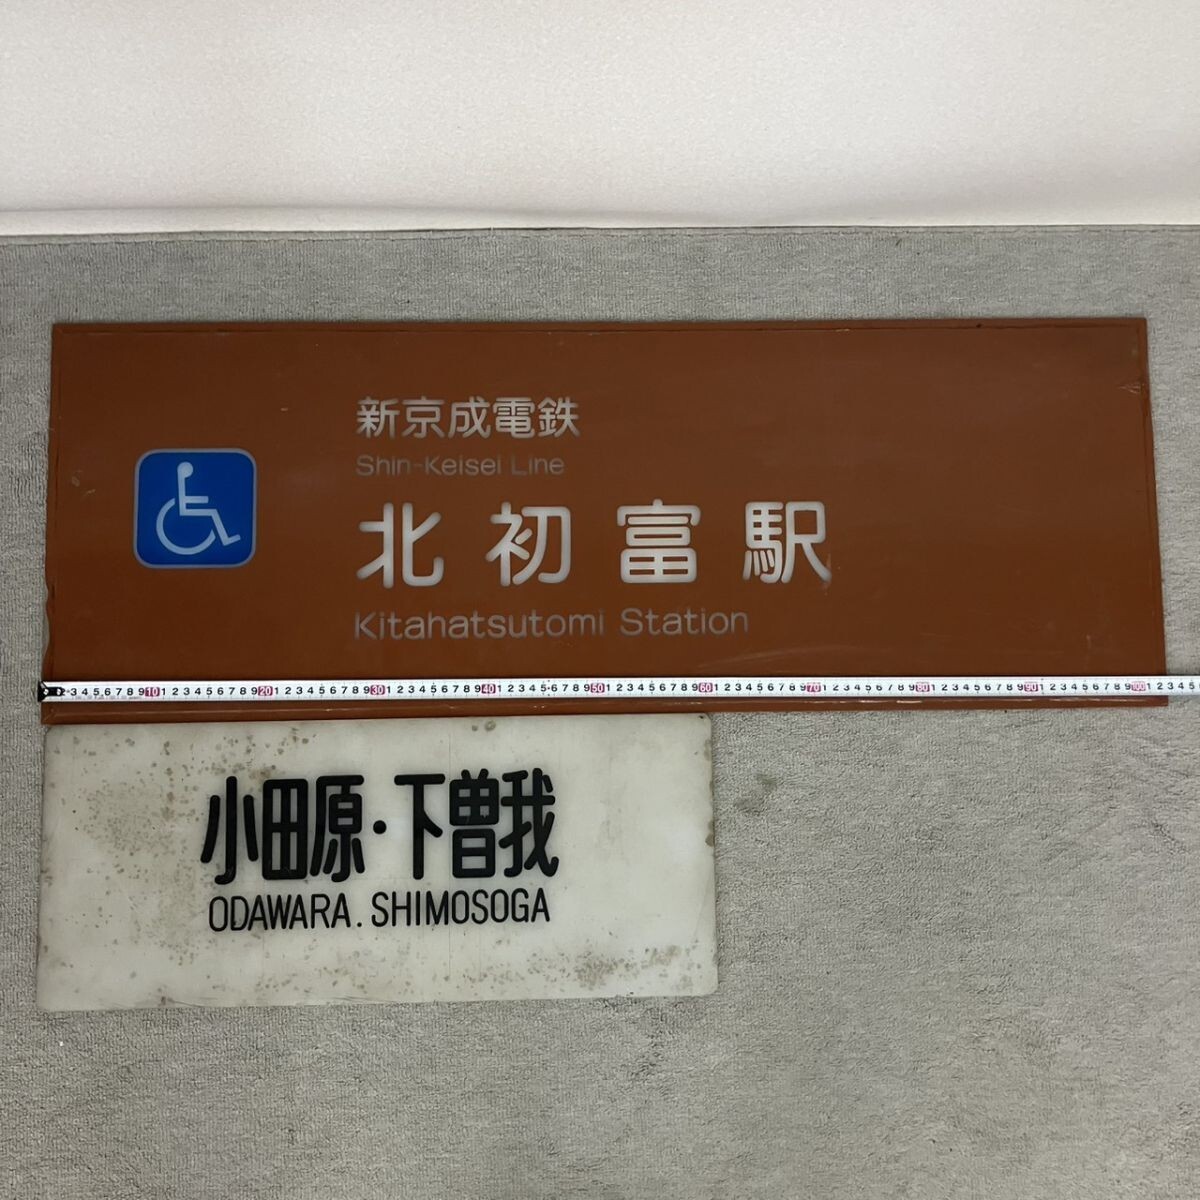 新京成電鉄
Shin-Keisei Line
北初富駅
Kitahatsutomi Station
小田原・下曽我
ODAWARA. SHIMOSOGA